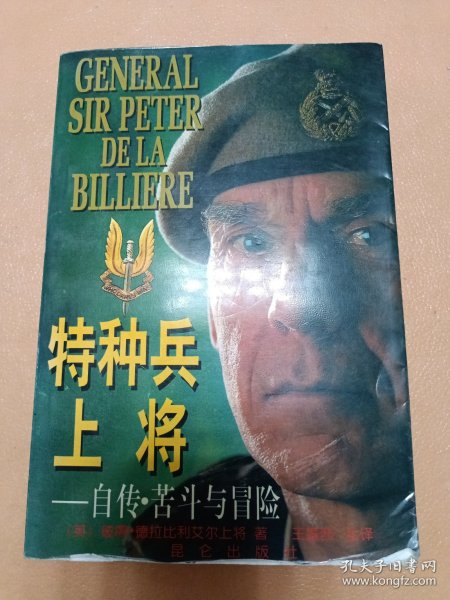 GENERAL
SIR PETER
DE LA
BILLIERE
特种兵
上将
—自传·苦斗与冒险
德拉比利艾尔上将 著
昆仑出版社
孔夫子旧书网
www.kongfz.com